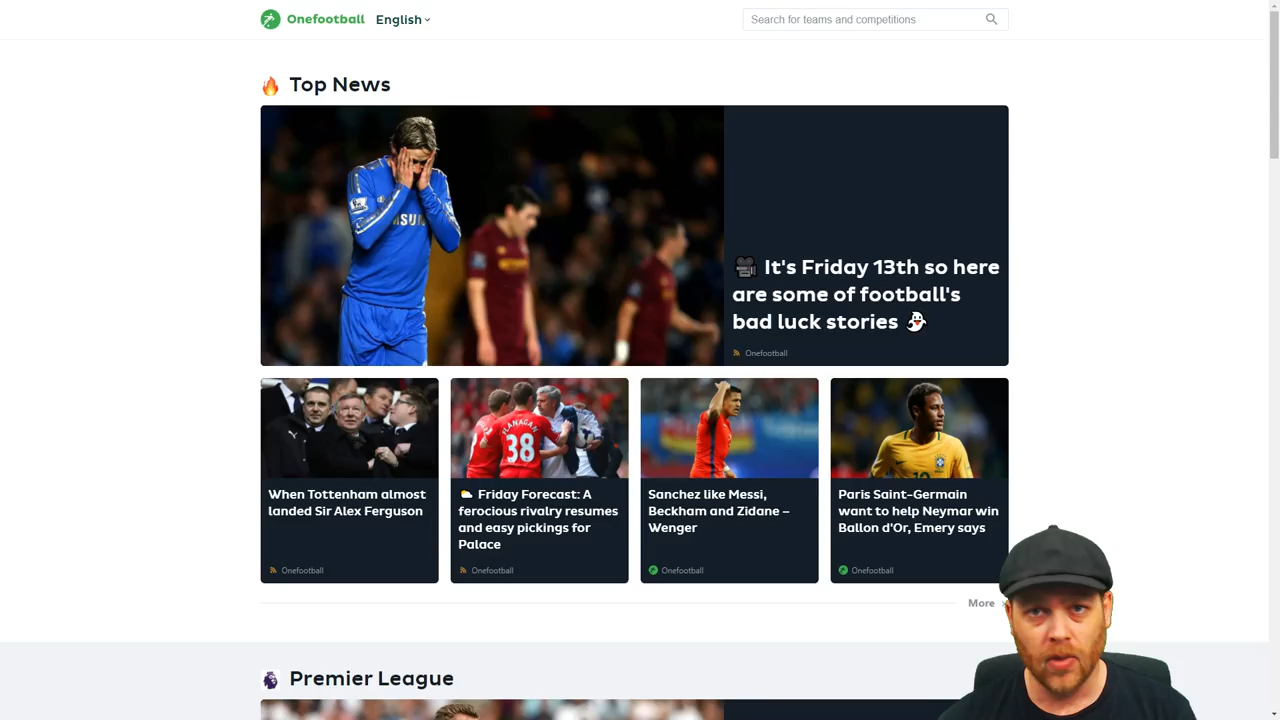 Onefootball
English
Search for teams and competitions
Top News
SAMSUNG
It's Friday 13th so here
are some of football's
bad luck stories
Onefootball
FLANAGAN
38
When Tottenham almost
landed Sir Alex Ferguson
Onefootball
Friday Forecast: A
ferocious rivalry resumes
and easy pickings for
Palace
Onefootball
Sanchez like Messi,
Beckham and Zidane –
Wenger
Onefootball
Paris Saint-Germain
want to help Neymar win
Ballon d'Or, Emery says
Onefootball
More
Premier League